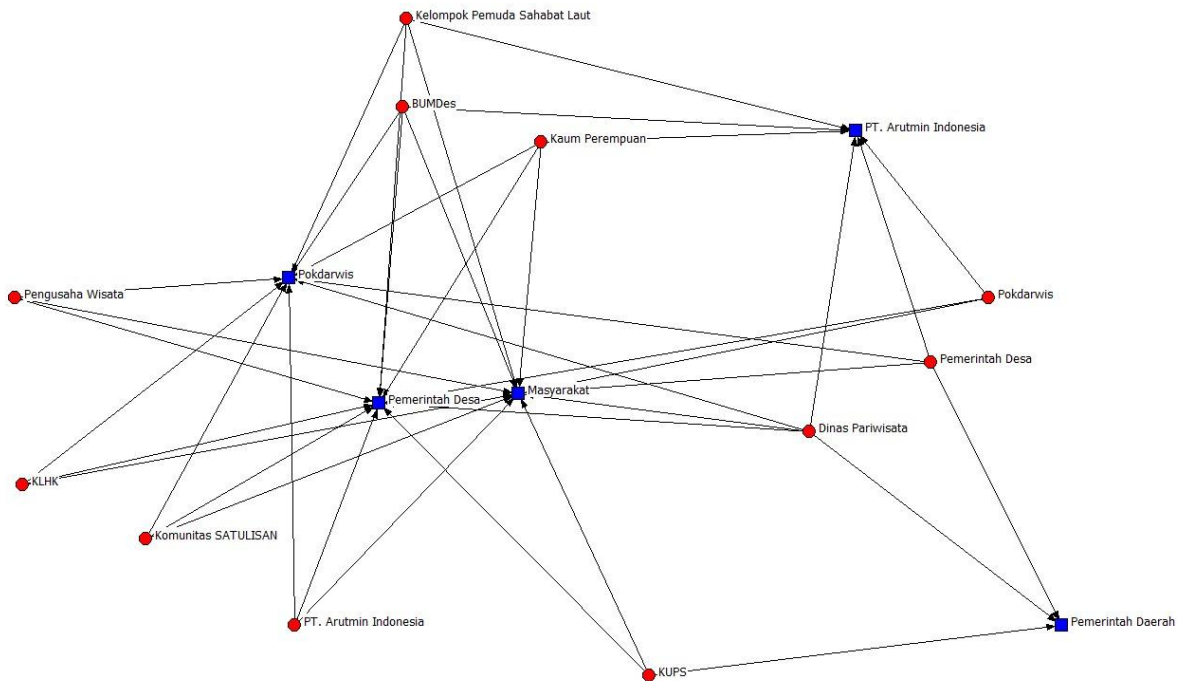 Kelompok Pemuda Sahabat Laut
BUMDes
PT. Arutmin Indonesia
Kaum Perempuan
Pokdarwis
Pengusaha Wisata
Pokdarwis
Pemerintah Desa
Masyarakat
Pemerintah Desa
Dinas Pariwisata
KLHK
Komunitas SATULISAN
PT. Arutmin Indonesia
Pemerintah Daerah
KUPS